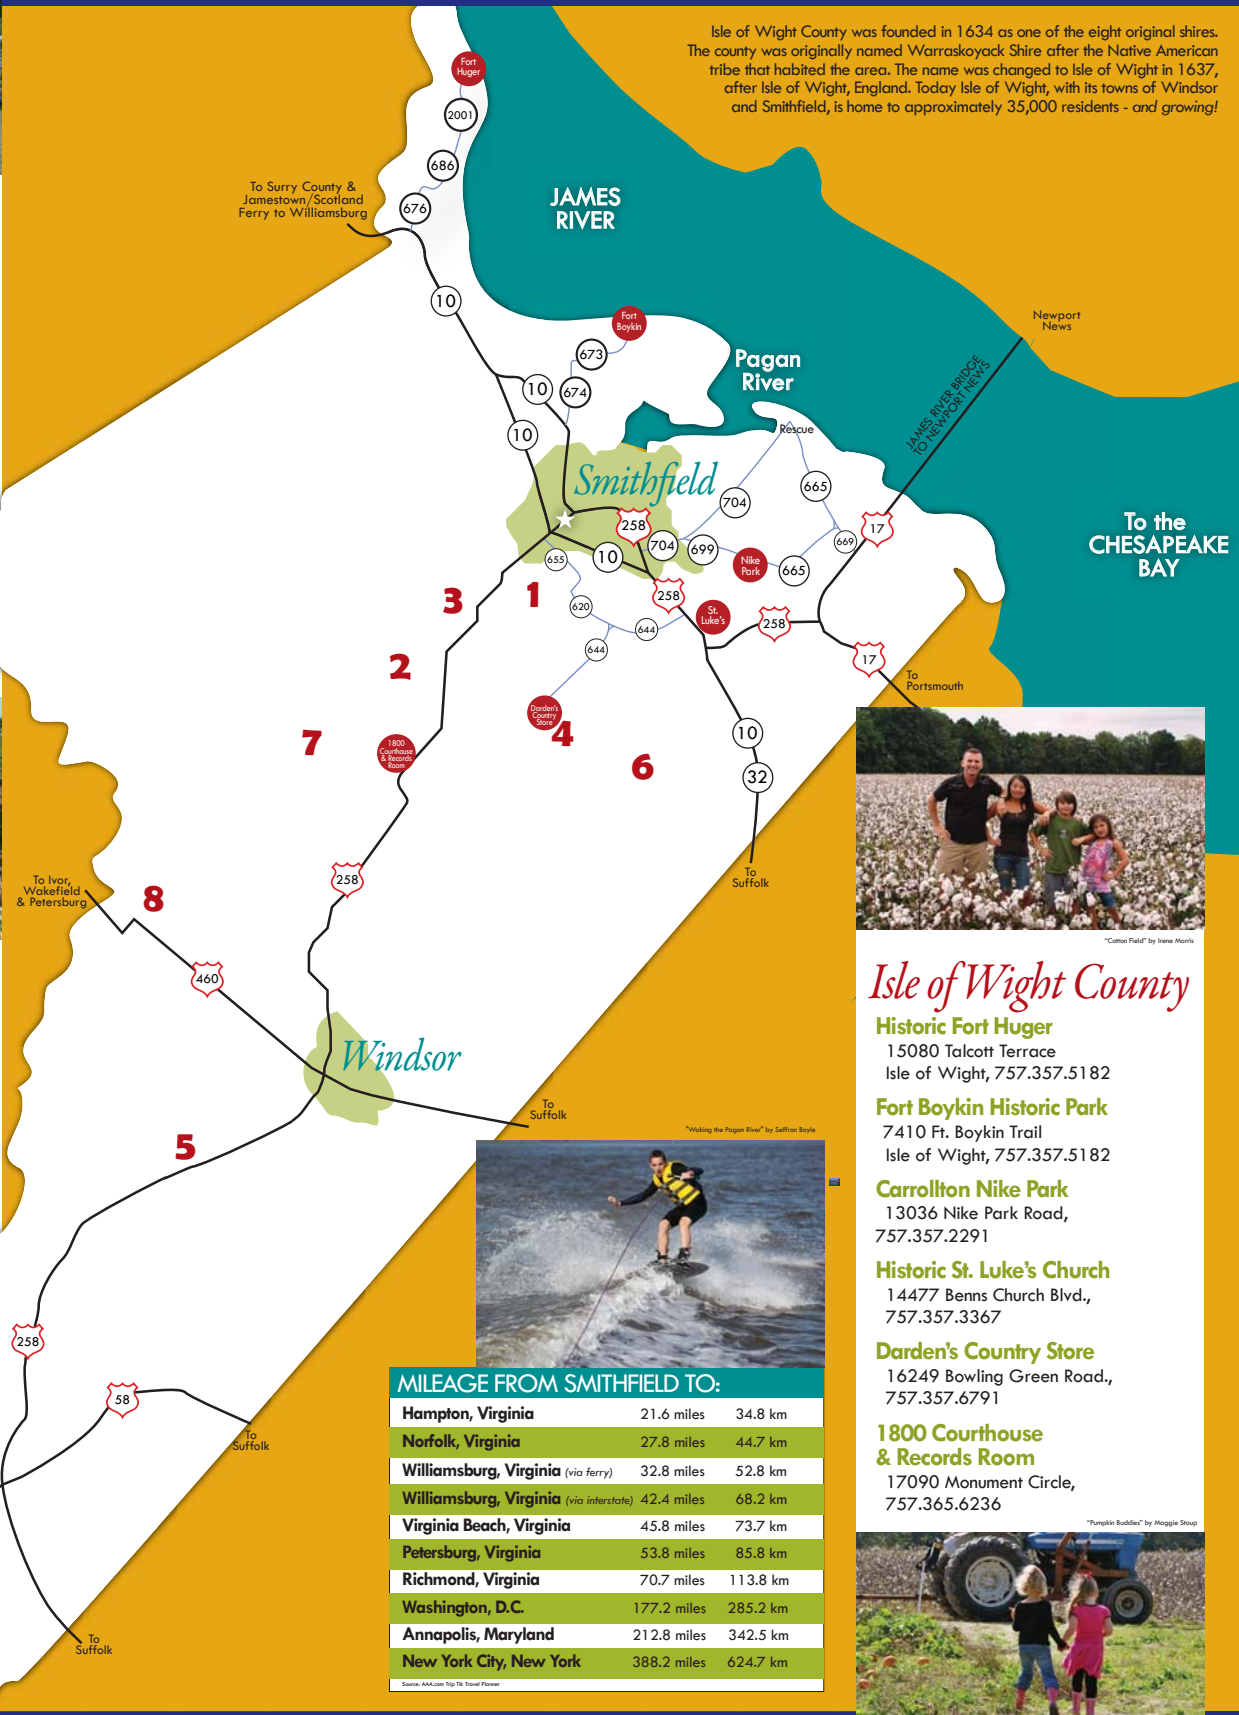 Isle of Wight County was founded in 1634 as one of the eight original shires.
The county was originally named Warraskoyack Shire after the Native American
tribe that habited the area. The name was changed to Isle of Wight in 1637,
after Isle of Wight, England. Today Isle of Wight, with its towns of Windsor
and Smithfield, is home to approximately 35,000 residents - and growing!
Fort
Huger
2001
686
676
To Surry County &
Jamestown/Scotland
Ferry to Williamsburg
JAMES
RIVER
10
Fort
Boykin
673
674
10
10
Pagan
River
Newport
News
JAMES RIVER BRIDGE
TO NEWPORT NEWS
Rescue
Smithfield
704
665
258
17
669
To the
CHESAPEAKE
BAY
10
704
699
Nike
Park
665
655
620
644
644
258
St.
Luke's
258
17
To
Portsmouth
3
1
2
7
1800
Courthouse
& Records
Room
Darden's
Country
Store
4
6
10
32
To
Suffolk
258
To Ivor,
Wakefield
& Petersburg
8
460
Windsor
To
Suffolk
5
258
58
To
Suffolk
To
Suffolk
"Cotton Field" by Irene Morris
Isle of Wight County
Historic Fort Huger
15080 Talcott Terrace
Isle of Wight, 757.357.5182
Fort Boykin Historic Park
7410 Ft. Boykin Trail
Isle of Wight, 757.357.5182
Carrollton Nike Park
13036 Nike Park Road,
757.357.2291
Historic St. Luke's Church
14477 Benns Church Blvd.,
757.357.3367
Darden's Country Store
16249 Bowling Green Road.,
757.357.6791
1800 Courthouse
& Records Room
17090 Monument Circle,
757.365.6236
"Pumpkin Buddies" by Maggie Stoup
"Waking the Pagan River" by Seffron Boyle
MILEAGE FROM SMITHFIELD TO:
Hampton, Virginia 21.6 miles 34.8 km
Norfolk, Virginia 27.8 miles 44.7 km
Williamsburg, Virginia (via ferry) 32.8 miles 52.8 km
Williamsburg, Virginia (via interstate) 42.4 miles 68.2 km
Virginia Beach, Virginia 45.8 miles 73.7 km
Petersburg, Virginia 53.8 miles 85.8 km
Richmond, Virginia 70.7 miles 113.8 km
Washington, D.C. 177.2 miles 285.2 km
Annapolis, Maryland 212.8 miles 342.5 km
New York City, New York 388.2 miles 624.7 km
Source: AAA.com Trip Tik Travel Planner